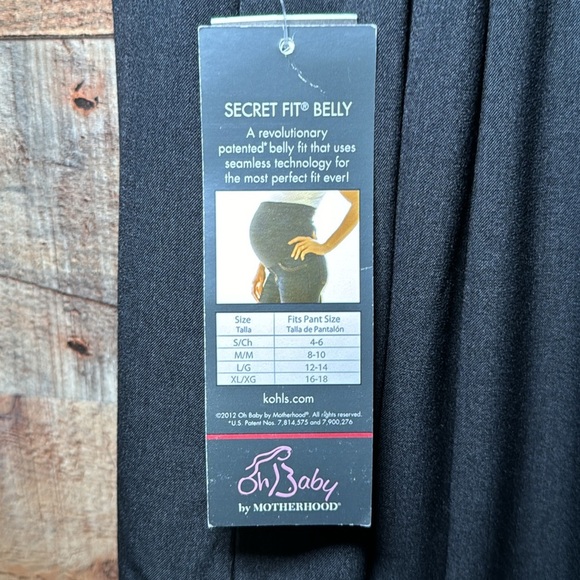 SECRET FIT® BELLY
A revolutionary
patented* belly fit that uses
seamless technology for
the most perfect fit ever!
Size Fits Pant Size
Talla Talla de Pantalón
S/Ch 4-6
M/M 8-10
L/G 12-14
XL/XG 16-18
kohls.com
©2012 Oh Baby by Motherhood®. All rights reserved.
*U.S. Patent Nos. 7,814,575 and 7,900,276
Oh Baby
by MOTHERHOOD®